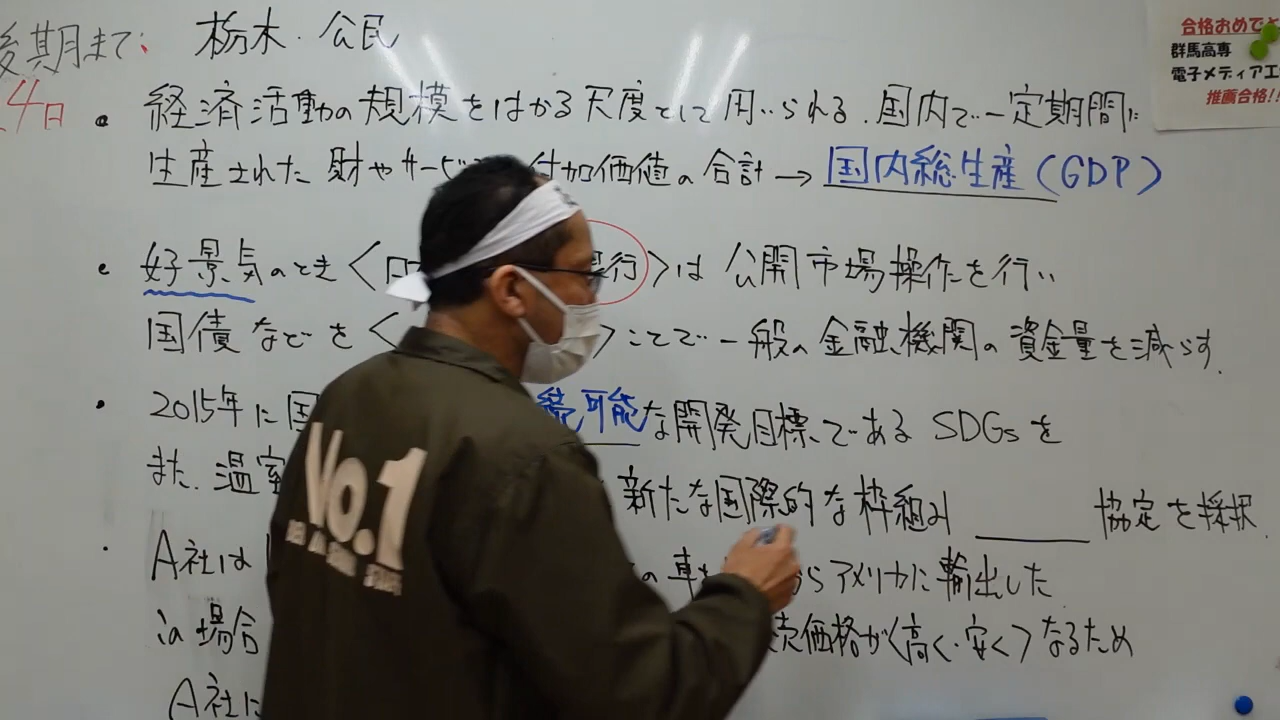 後期まで:
4日
栃木・公民
合格おめでと
群馬高専
電子メディア工
推薦合格!!
経済活動の規模をはかる尺度として用いられる.国内で一定期間に
生産された財やサービ 付加価値の合計→国内総生産(GDP)
好景気のとき〈日 行〉は公開市場操作を行い
国債などを〈 〉ことで一般の金融機関の資金量を減らす.
2015年に国 続可能な開発目標である SDGsを
また.温室 新たな国際的な枠組み 協定を採択.
A社は の車を からアメリカに輸出した
場合 売価格が〈高く・安く〉なるため
A社に
No.1